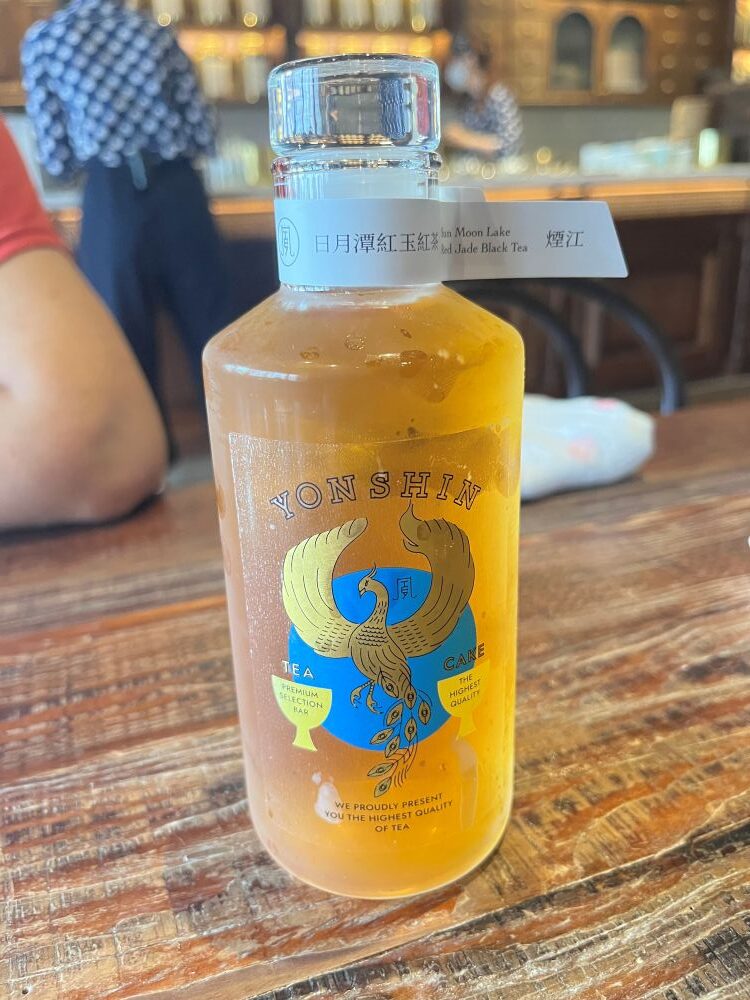 日月潭紅玉紅茶
Sun Moon Lake
Red Jade Black Tea
煙江
YONSHIN
TEA
PREMIUM
SELECTION
BAR
CAKE
THE
HIGHEST
QUALITY
WE PROUDLY PRESENT
YOU THE HIGHEST QUALITY
OF TEA